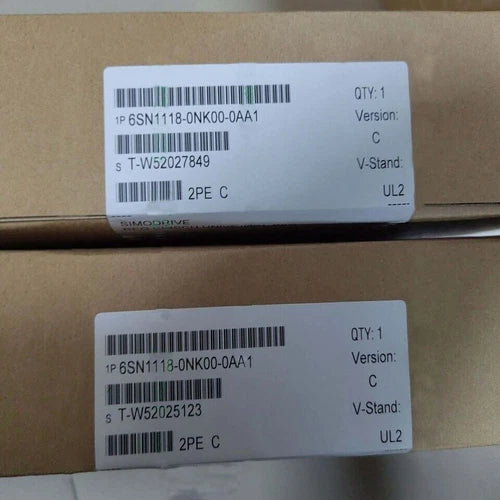 QTY: 1
1P 6SN1118-0NK00-0AA1
Version:
C
S T-W52027849
V-Stand:
2PE C
UL2
SIMODRIVE
QTY: 1
1P 6SN1118-0NK00-0AA1
Version:
C
S T-W52025123
V-Stand:
2PE C
UL2